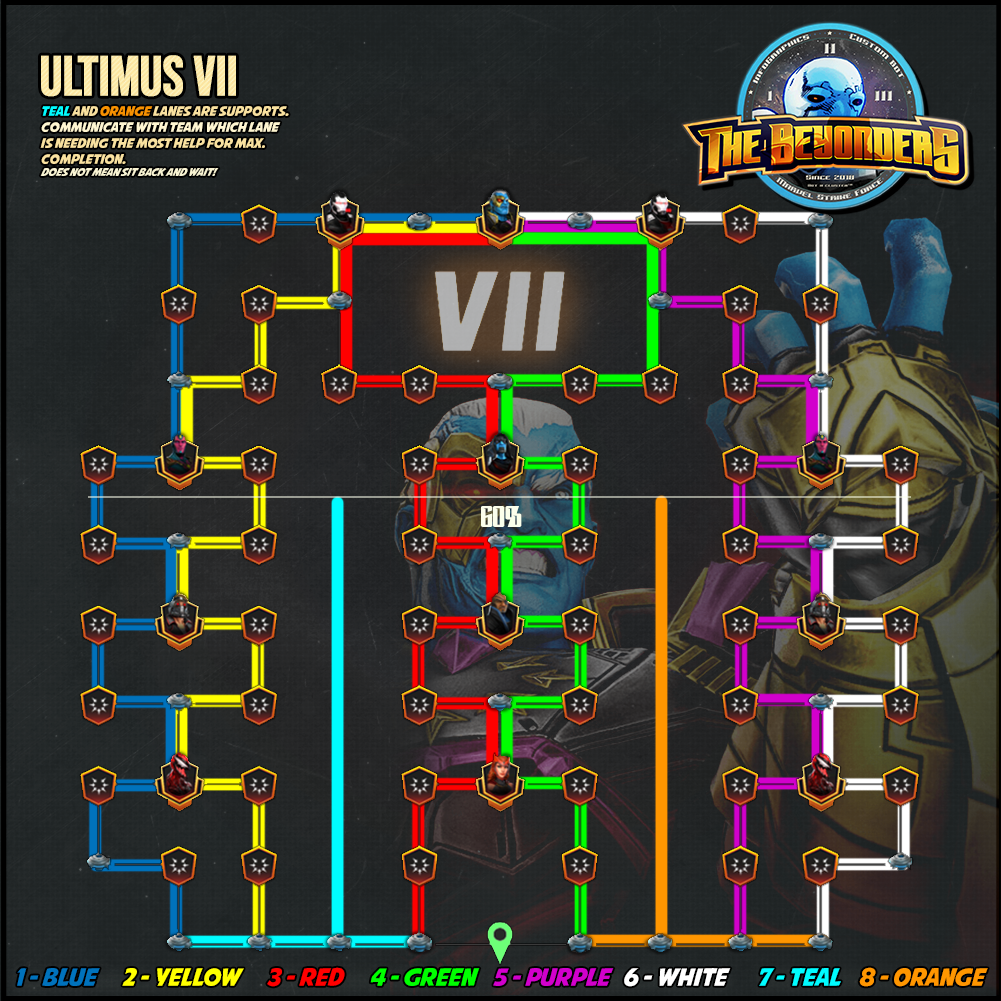 ULTIMUS VII
TEAL AND ORANGE LANES ARE SUPPORTS.
COMMUNICATE WITH TEAM WHICH LANE
IS NEEDING THE MOST HELP FOR MAX.
COMPLETION.
DOES NOT MEAN SIT BACK AND WAIT!
INFOGRAPHICS * CUSTOM BOT
I II III
THE BEYONDERS
SINCE 2018
MARVEL STRIKE FORCE
VII
60%
1 - BLUE 2 - YELLOW 3 - RED 4 - GREEN 5 - PURPLE 6 - WHITE 7 - TEAL 8 - ORANGE